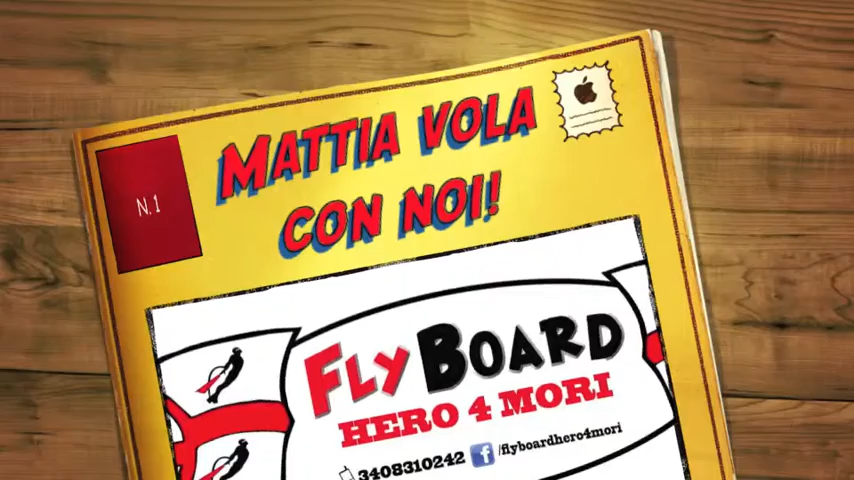 MATTIA VOLA
CON NOI!
N.1
FLYBOARD
HERO 4 MORI
3408310242 f /flyboardhero4mori